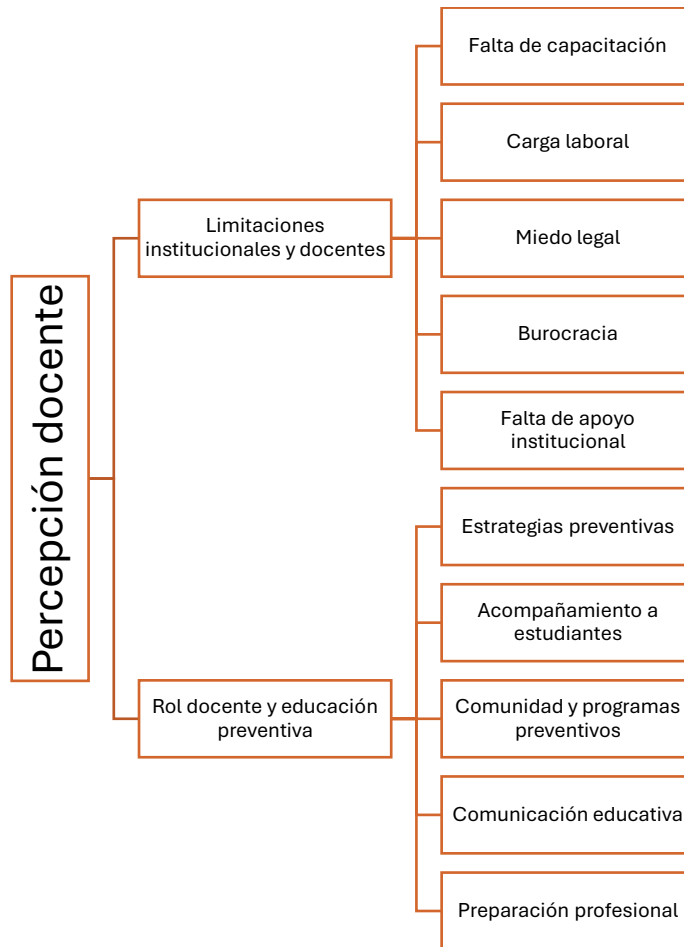 Percepción docente
Limitaciones
institucionales y docentes
Falta de capacitación
Carga laboral
Miedo legal
Burocracia
Falta de apoyo
institucional
Rol docente y educación
preventiva
Estrategias preventivas
Acompañamiento a
estudiantes
Comunidad y programas
preventivos
Comunicación educativa
Preparación profesional